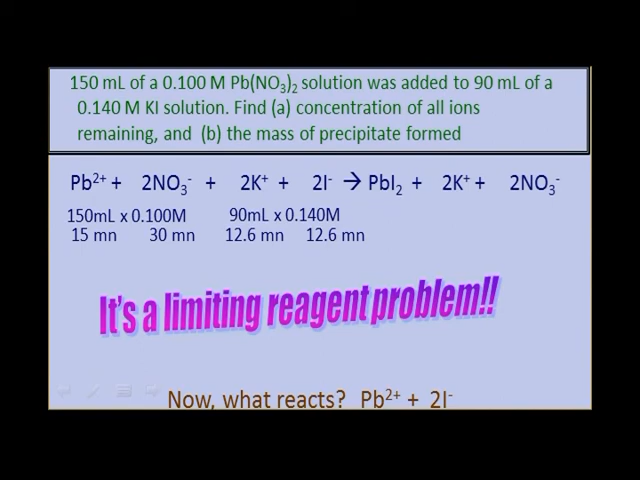 150 mL of a 0.100 M Pb(NO₃)₂ solution was added to 90 mL of a
0.140 M KI solution. Find (a) concentration of all ions
remaining, and (b) the mass of precipitate formed
Pb²⁺ + 2NO₃⁻ + 2K⁺ + 2I⁻ → PbI₂ + 2K⁺ + 2NO₃⁻
150mL x 0.100M 90mL x 0.140M
15 mn 30 mn 12.6 mn 12.6 mn
It's a limiting reagent problem!!
Now, what reacts? Pb²⁺ + 2I⁻